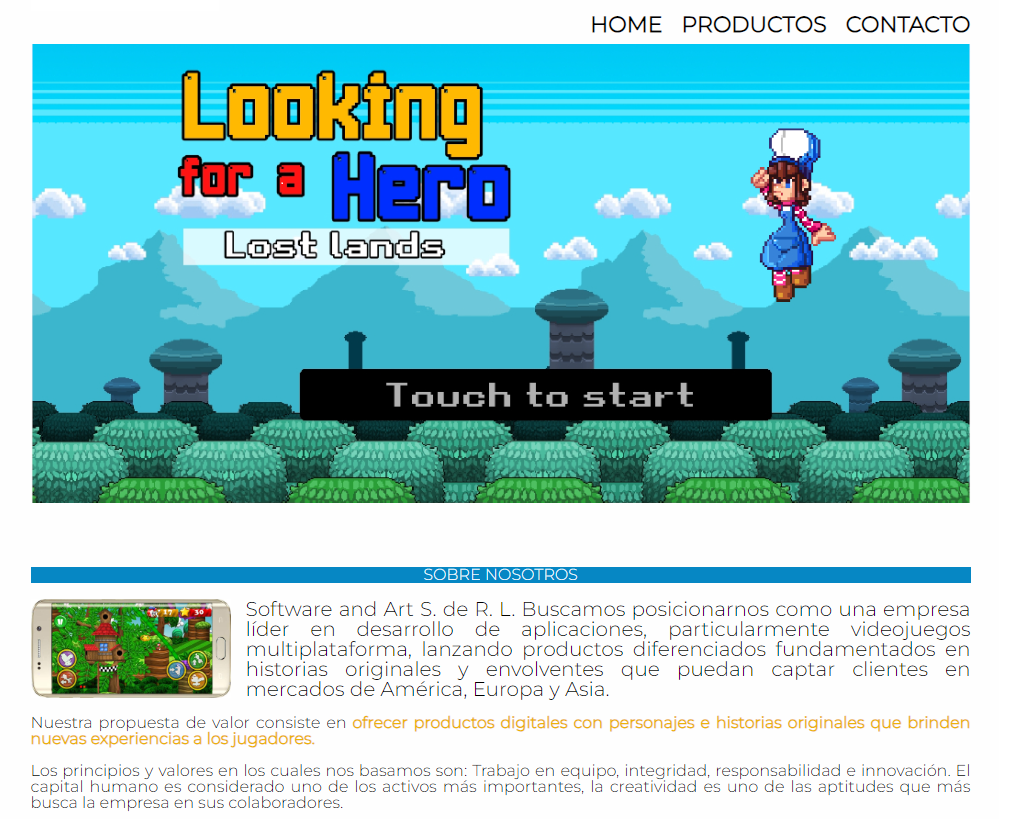 HOME PRODUCTOS CONTACTO
Looking
for a Hero
Lost lands
Touch to start
SOBRE NOSOTROS
Software and Art S. de R. L. Buscamos posicionarnos como una empresa
líder en desarrollo de aplicaciones, particularmente videojuegos
multiplataforma, lanzando productos diferenciados fundamentados en
historias originales y envolventes que puedan captar clientes en
mercados de América, Europa y Asia.
Nuestra propuesta de valor consiste en ofrecer productos digitales con personajes e historias originales que brinden
nuevas experiencias a los jugadores.
Los principios y valores en los cuales nos basamos son: Trabajo en equipo, integridad, responsabilidad e innovación. El
capital humano es considerado uno de los activos más importantes, la creatividad es uno de las aptitudes que más
busca la empresa en sus colaboradores.